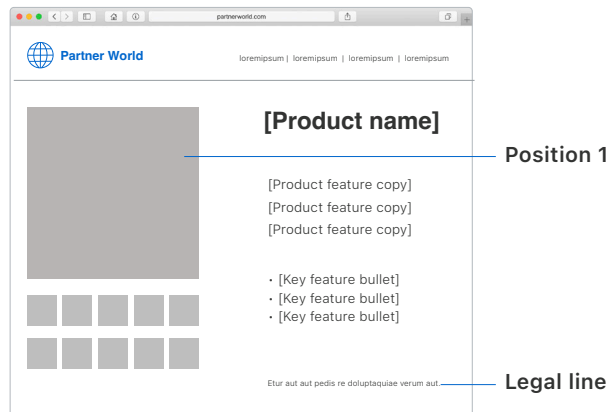 partnerworld.com
Partner World
loremipsum | loremipsum | loremipsum | loremipsum
[Product name]
Position 1
[Product feature copy]
[Product feature copy]
[Product feature copy]
• [Key feature bullet]
• [Key feature bullet]
• [Key feature bullet]
Etur aut aut pedis re doluptaquiae verum aut.
Legal line